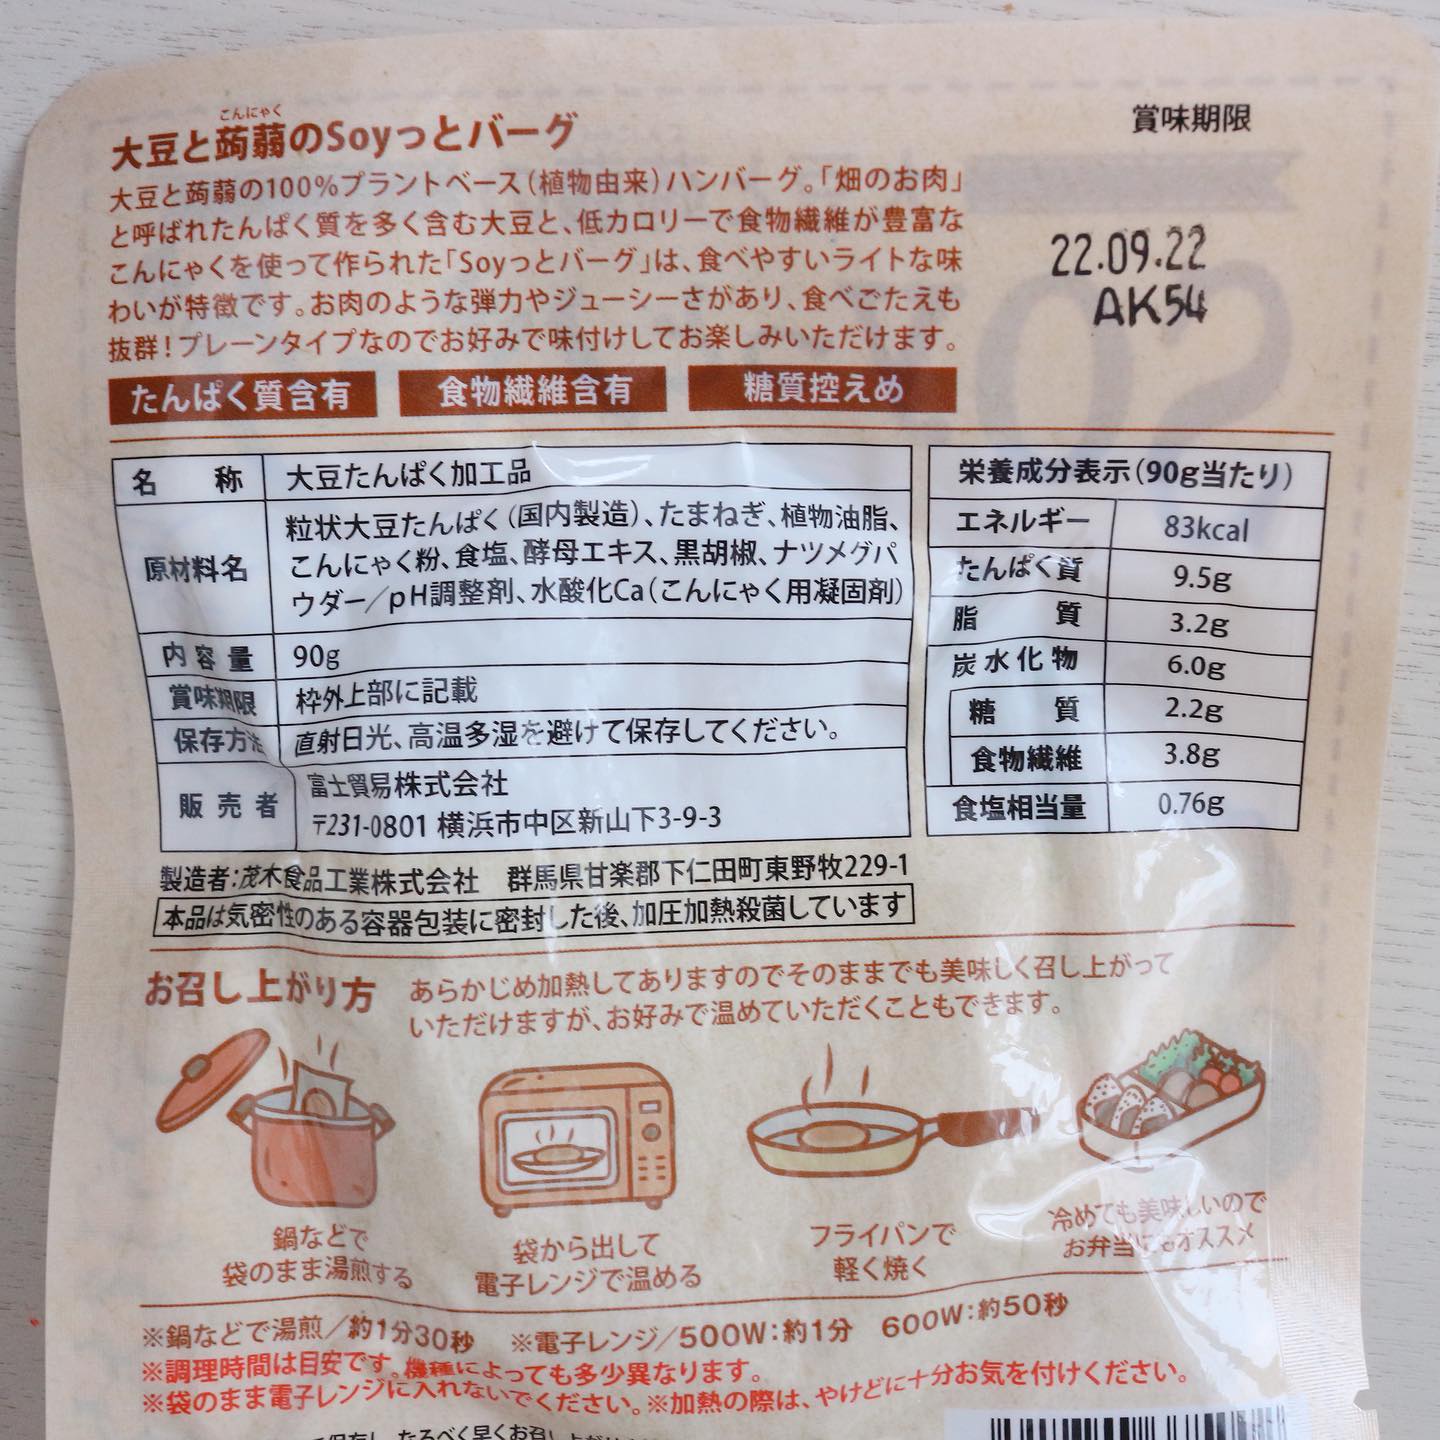 こんにゃく
大豆と蒟蒻のSoyっとバーグ
大豆と蒟蒻の100%プラントベース(植物由来)ハンバーグ。「畑のお肉」
と呼ばれたんぱく質を多く含む大豆と、低カロリーで食物繊維が豊富な
こんにゃくを使って作られた「Soyっとバーグ」は、食べやすいライトな味
わいが特徴です。お肉のような弾力やジューシーさがあり、食べごたえも
抜群!プレーンタイプなのでお好みで味付けしてお楽しみいただけます。
賞味期限
22.09.22
AK54
たんぱく質含有 食物繊維含有 糖質控えめ
名称 大豆たんぱく加工品
原材料名 粒状大豆たんぱく(国内製造)、たまねぎ、植物油脂、
こんにゃく粉、食塩、酵母エキス、黒胡椒、ナツメグパ
ウダー/pH調整剤、水酸化Ca(こんにゃく用凝固剤)
内容量 90g
賞味期限 枠外上部に記載
保存方法 直射日光、高温多湿を避けて保存してください。
販売者 富士貿易株式会社
〒231-0801 横浜市中区新山下3-9-3
栄養成分表示(90g当たり)
エネルギー 83kcal
たんぱく質 9.5g
脂質 3.2g
炭水化物 6.0g
糖質 2.2g
食物繊維 3.8g
食塩相当量 0.76g
製造者:茂木食品工業株式会社 群馬県甘楽郡下仁田町東野牧229-1
本品は気密性のある容器包装に密封した後、加圧加熱殺菌しています
お召し上がり方
あらかじめ加熱してありますのでそのままでも美味しく召し上がって
いただけますが、お好みで温めていただくこともできます。
鍋などで
袋のまま湯煎する
袋から出して
電子レンジで温める
フライパンで
軽く焼く
冷めても美味しいので
お弁当にもオススメ
※鍋などで湯煎/約1分30秒 ※電子レンジ/500W:約1分 600W:約50秒
※調理時間は目安です。機種によっても多少異なります。
※袋のまま電子レンジに入れないでください。※加熱の際は、やけどに十分お気を付けください。